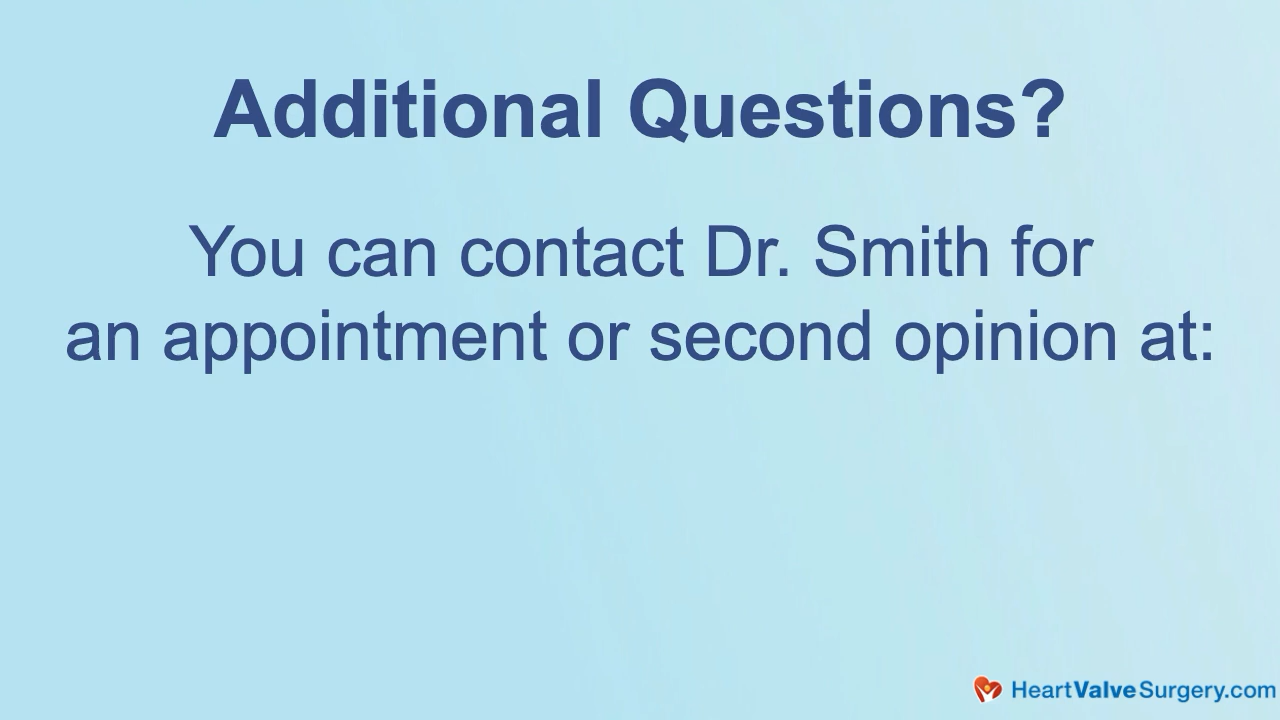 Additional Questions?
You can contact Dr. Smith for
an appointment or second opinion at:
HeartValveSurgery.com